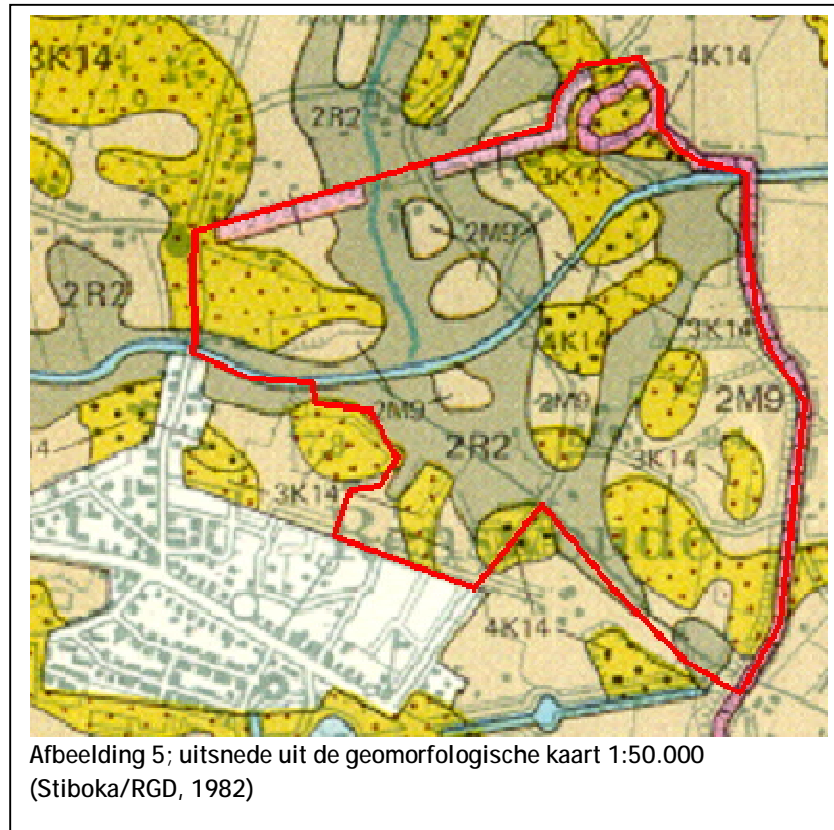 3K14
4K14
2R2
3K14
2M9
2R2
3K14
4K14
2M9
2M9
2M9
2R2
3K14
3K14
Renswoude
4K14
Afbeelding 5; uitsnede uit de geomorfologische kaart 1:50.000
(Stiboka/RGD, 1982)